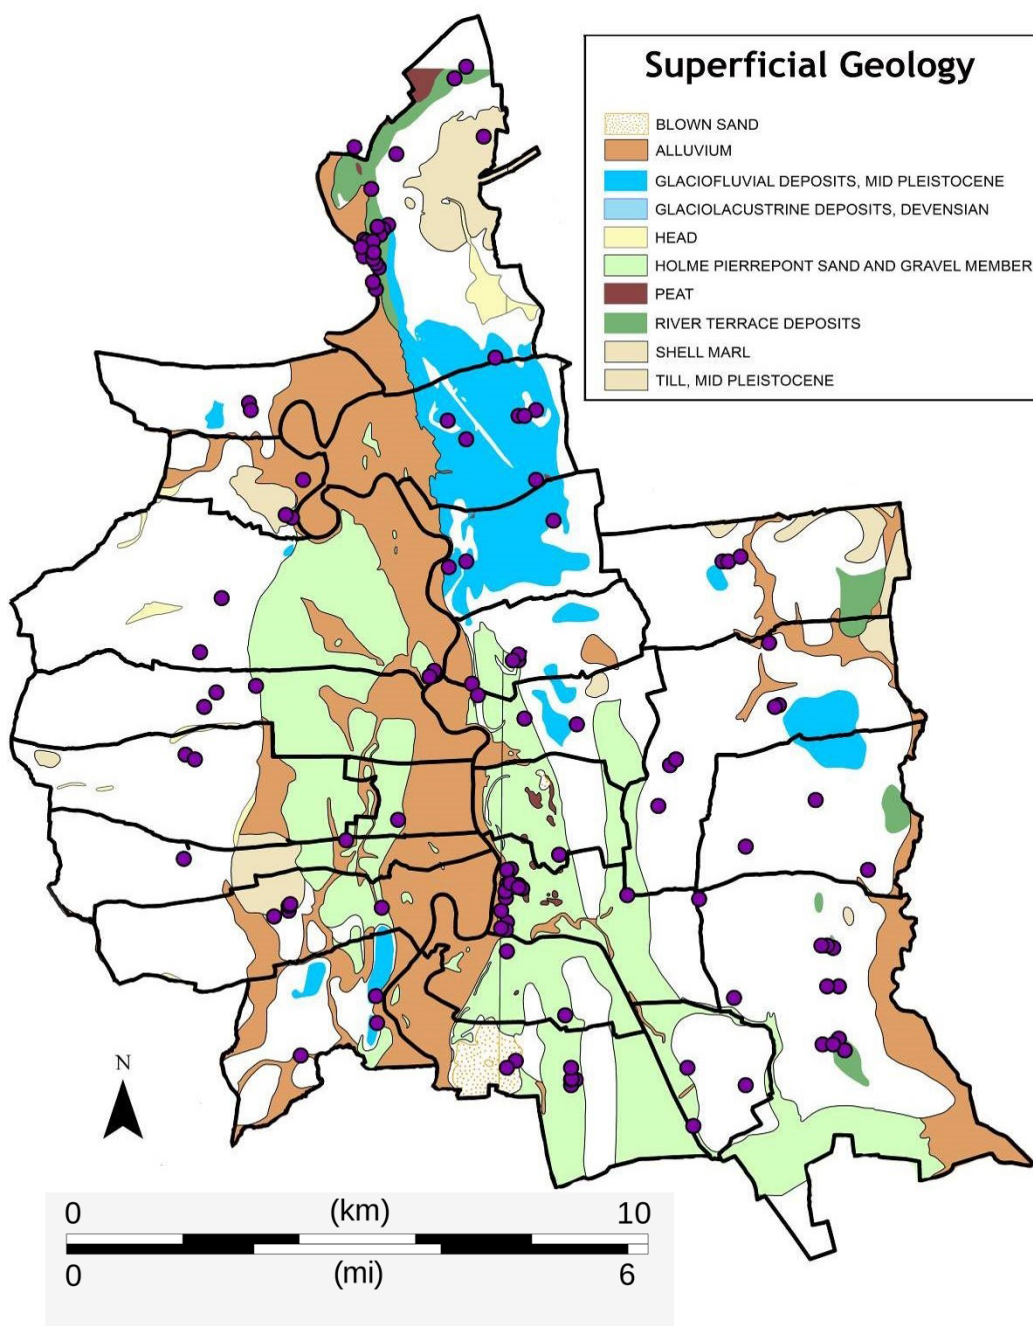 Superficial Geology
BLOWN SAND
ALLUVIUM
GLACIOFLUVIAL DEPOSITS, MID PLEISTOCENE
GLACIOLACUSTRINE DEPOSITS, DEVENSIAN
HEAD
HOLME PIERREPONT SAND AND GRAVEL MEMBER
PEAT
RIVER TERRACE DEPOSITS
SHELL MARL
TILL, MID PLEISTOCENE
N
0 (km) 10
0 (mi) 6